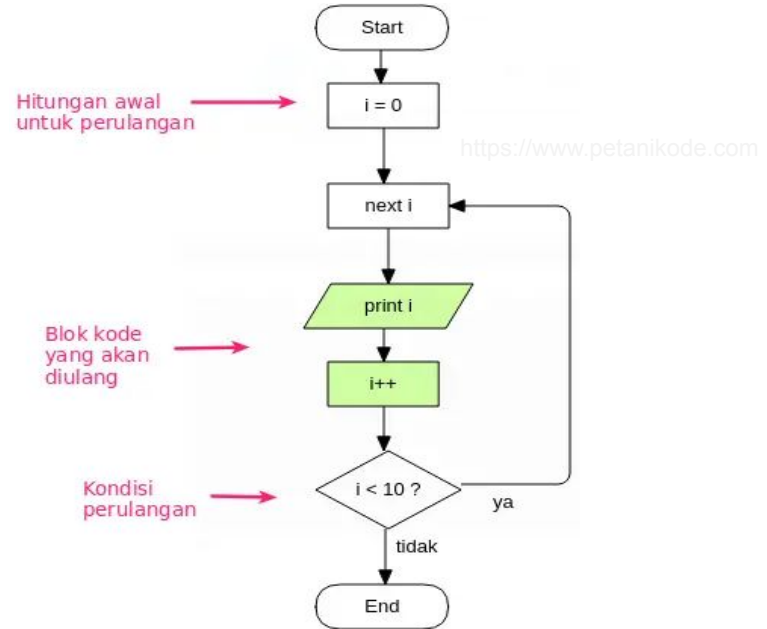 Start
Hitungan awal
untuk perulangan
i = 0
https://www.petanikode.com
next i
print i
Blok kode
yang akan
diulang
i++
Kondisi
perulangan
i < 10 ?
ya
tidak
End